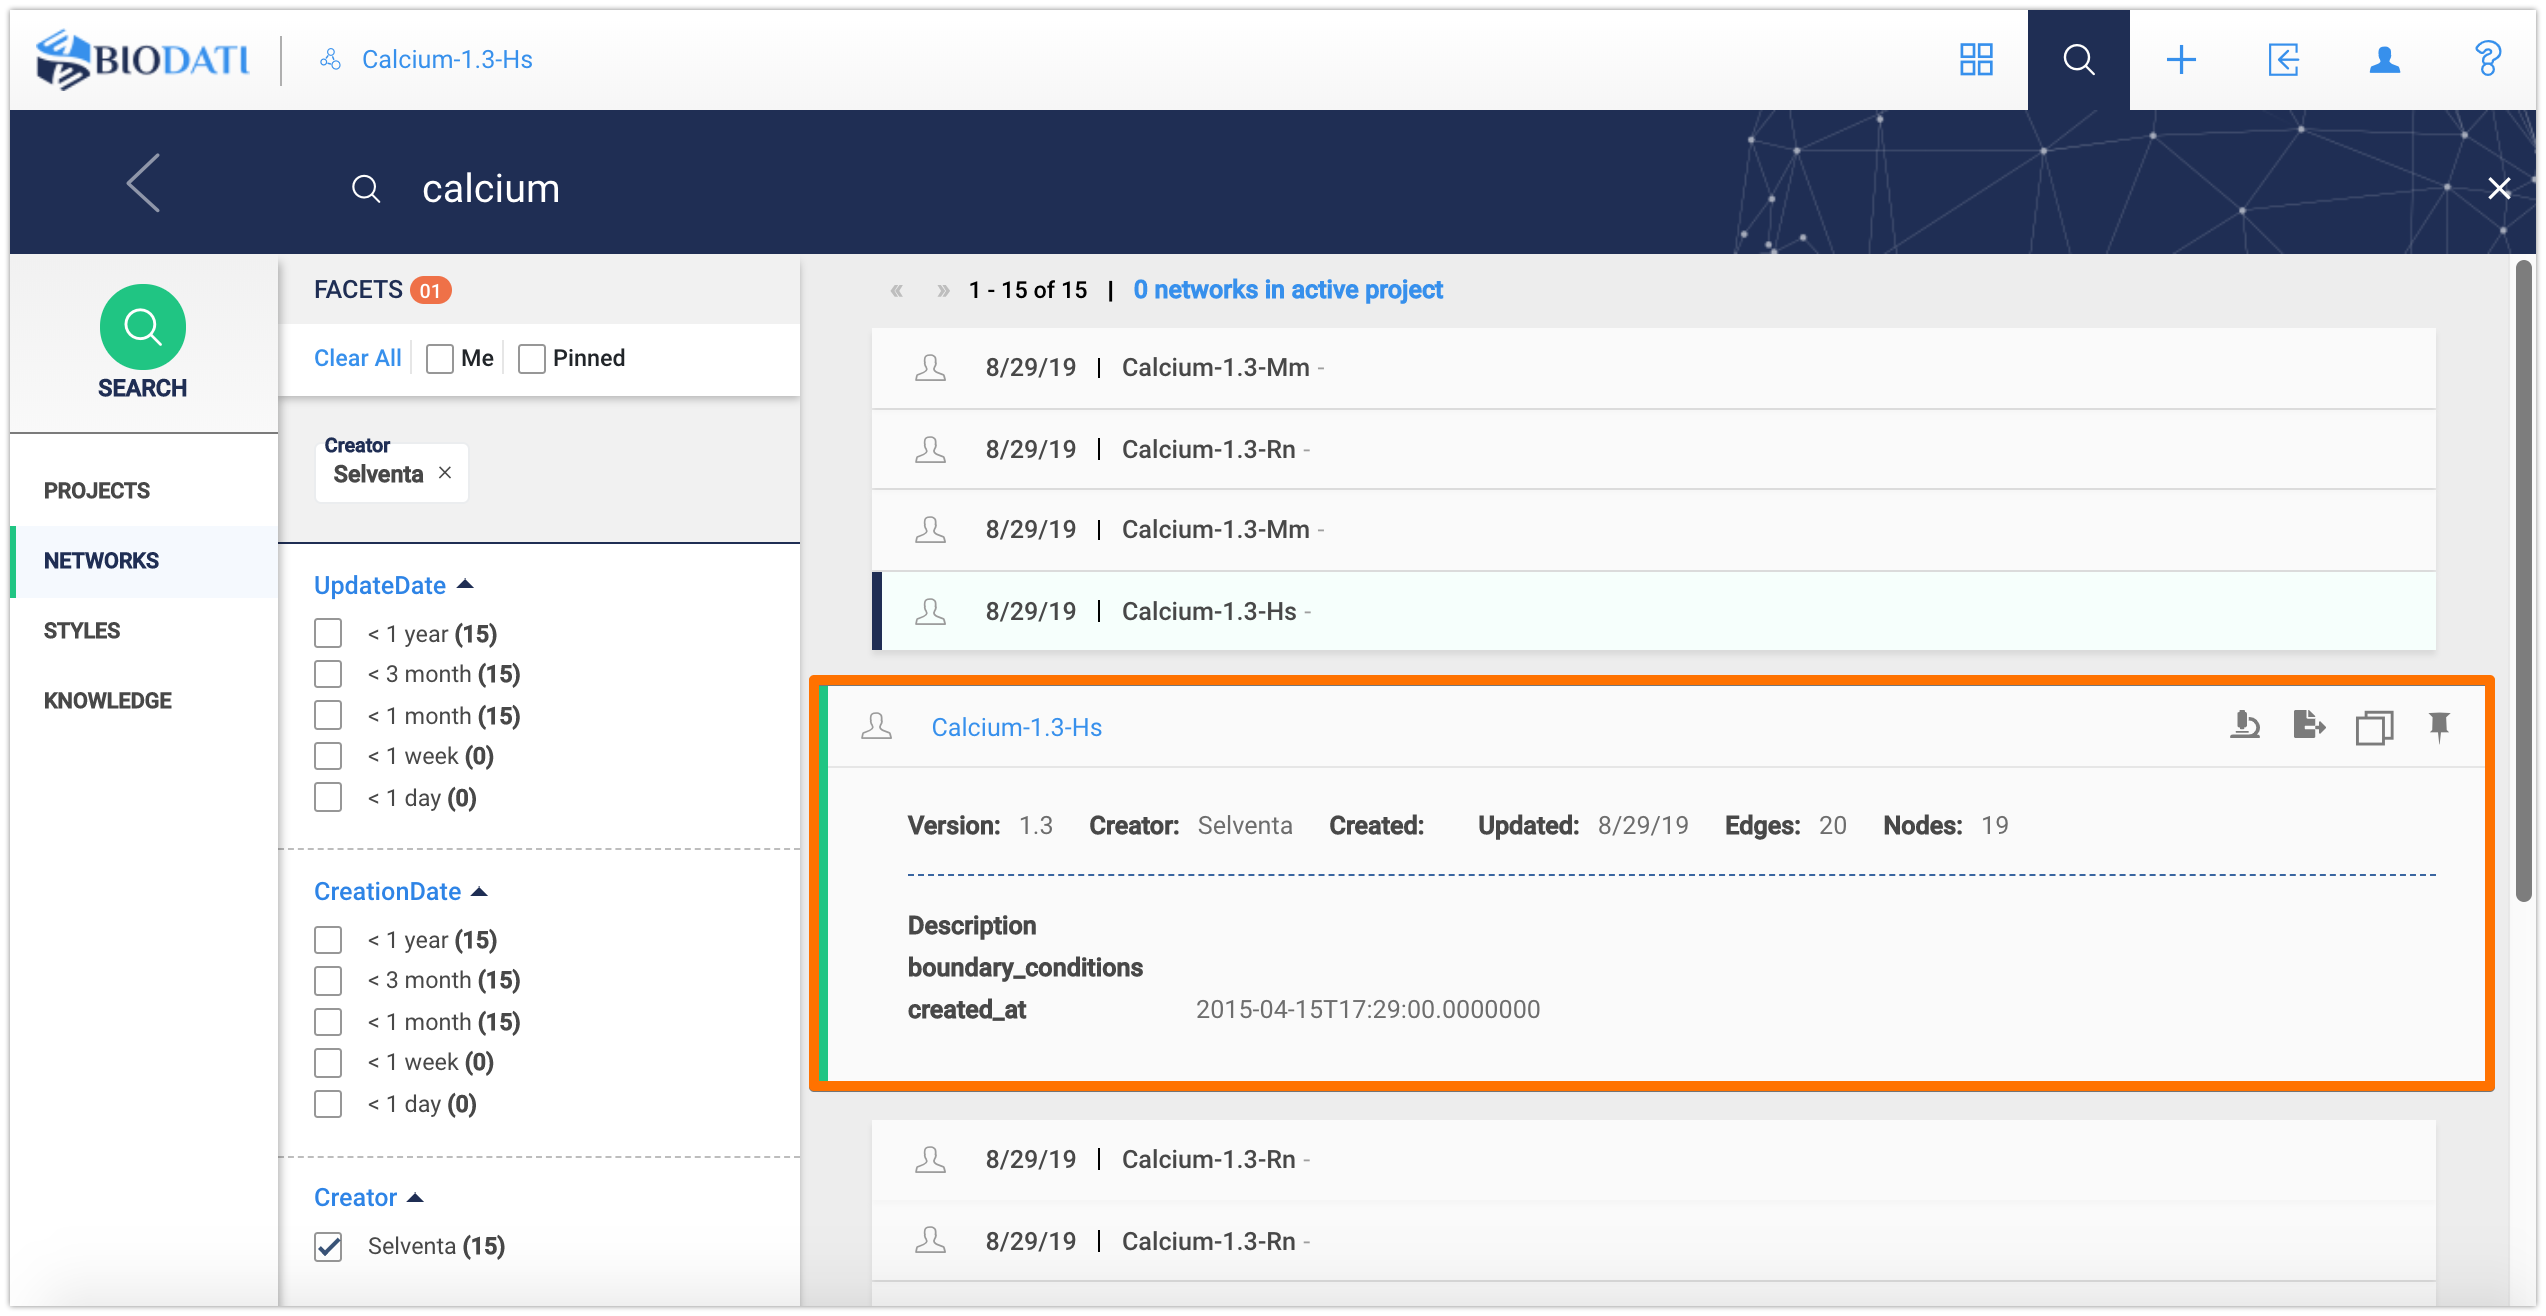 BIODATI
Calcium-1.3-Hs
calcium
SEARCH
PROJECTS
NETWORKS
STYLES
KNOWLEDGE
FACETS 01
Clear All Me Pinned
Creator
Selventa ×
UpdateDate
< 1 year (15)
< 3 month (15)
< 1 month (15)
< 1 week (0)
< 1 day (0)
CreationDate
< 1 year (15)
< 3 month (15)
< 1 month (15)
< 1 week (0)
< 1 day (0)
Creator
Selventa (15)
« » 1 - 15 of 15 | 0 networks in active project
8/29/19 | Calcium-1.3-Mm -
8/29/19 | Calcium-1.3-Rn -
8/29/19 | Calcium-1.3-Mm -
8/29/19 | Calcium-1.3-Hs -
Calcium-1.3-Hs
Version: 1.3 Creator: Selventa Created: Updated: 8/29/19 Edges: 20 Nodes: 19
Description
boundary_conditions
created_at 2015-04-15T17:29:00.0000000
8/29/19 | Calcium-1.3-Rn -
8/29/19 | Calcium-1.3-Rn -